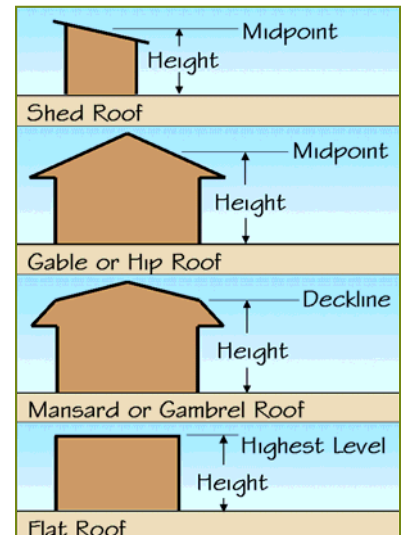 Midpoint
Height
Shed Roof
Midpoint
Height
Gable or Hip Roof
Deckline
Height
Mansard or Gambrel Roof
Highest Level
Height
Flat Roof